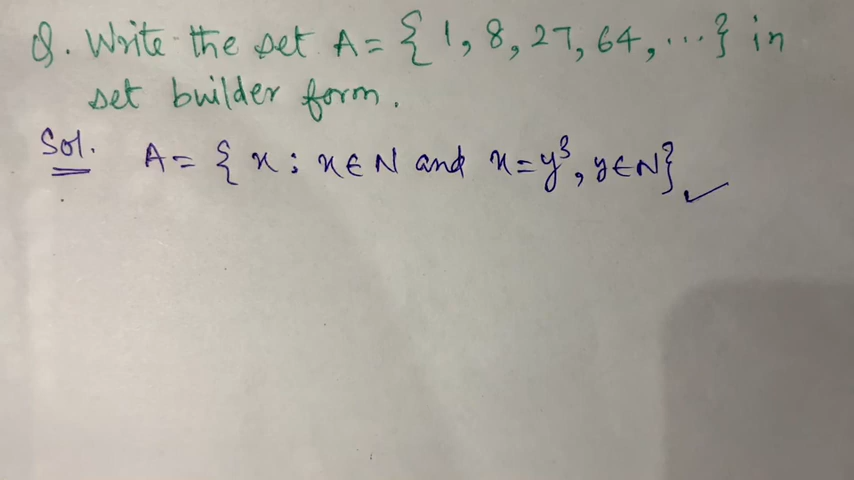 Q. Write the set A = {1, 8, 27, 64, ...} in
set builder form.
Sol. A = {x : x ∈ N and x = y³, y ∈ N} ✓